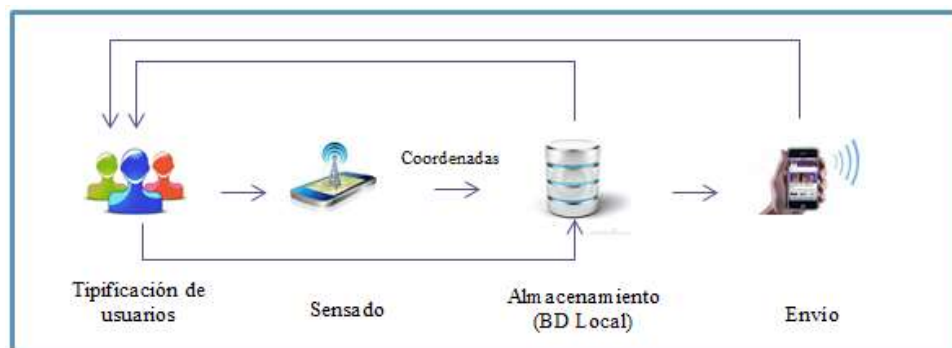 Coordenadas
Tipificación de
usuarios
Sensado
Almacenamiento
(BD Local)
Envío